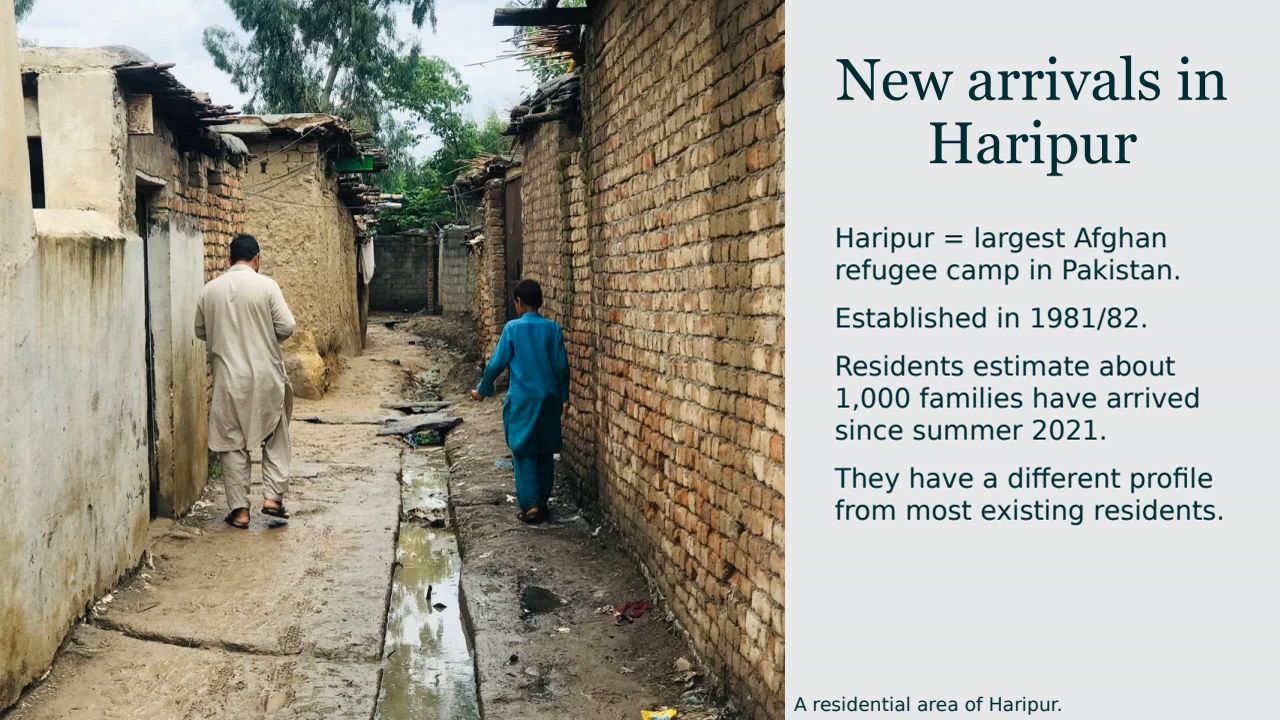 New arrivals in
Haripur
Haripur = largest Afghan
refugee camp in Pakistan.
Established in 1981/82.
Residents estimate about
1,000 families have arrived
since summer 2021.
They have a different profile
from most existing residents.
A residential area of Haripur.